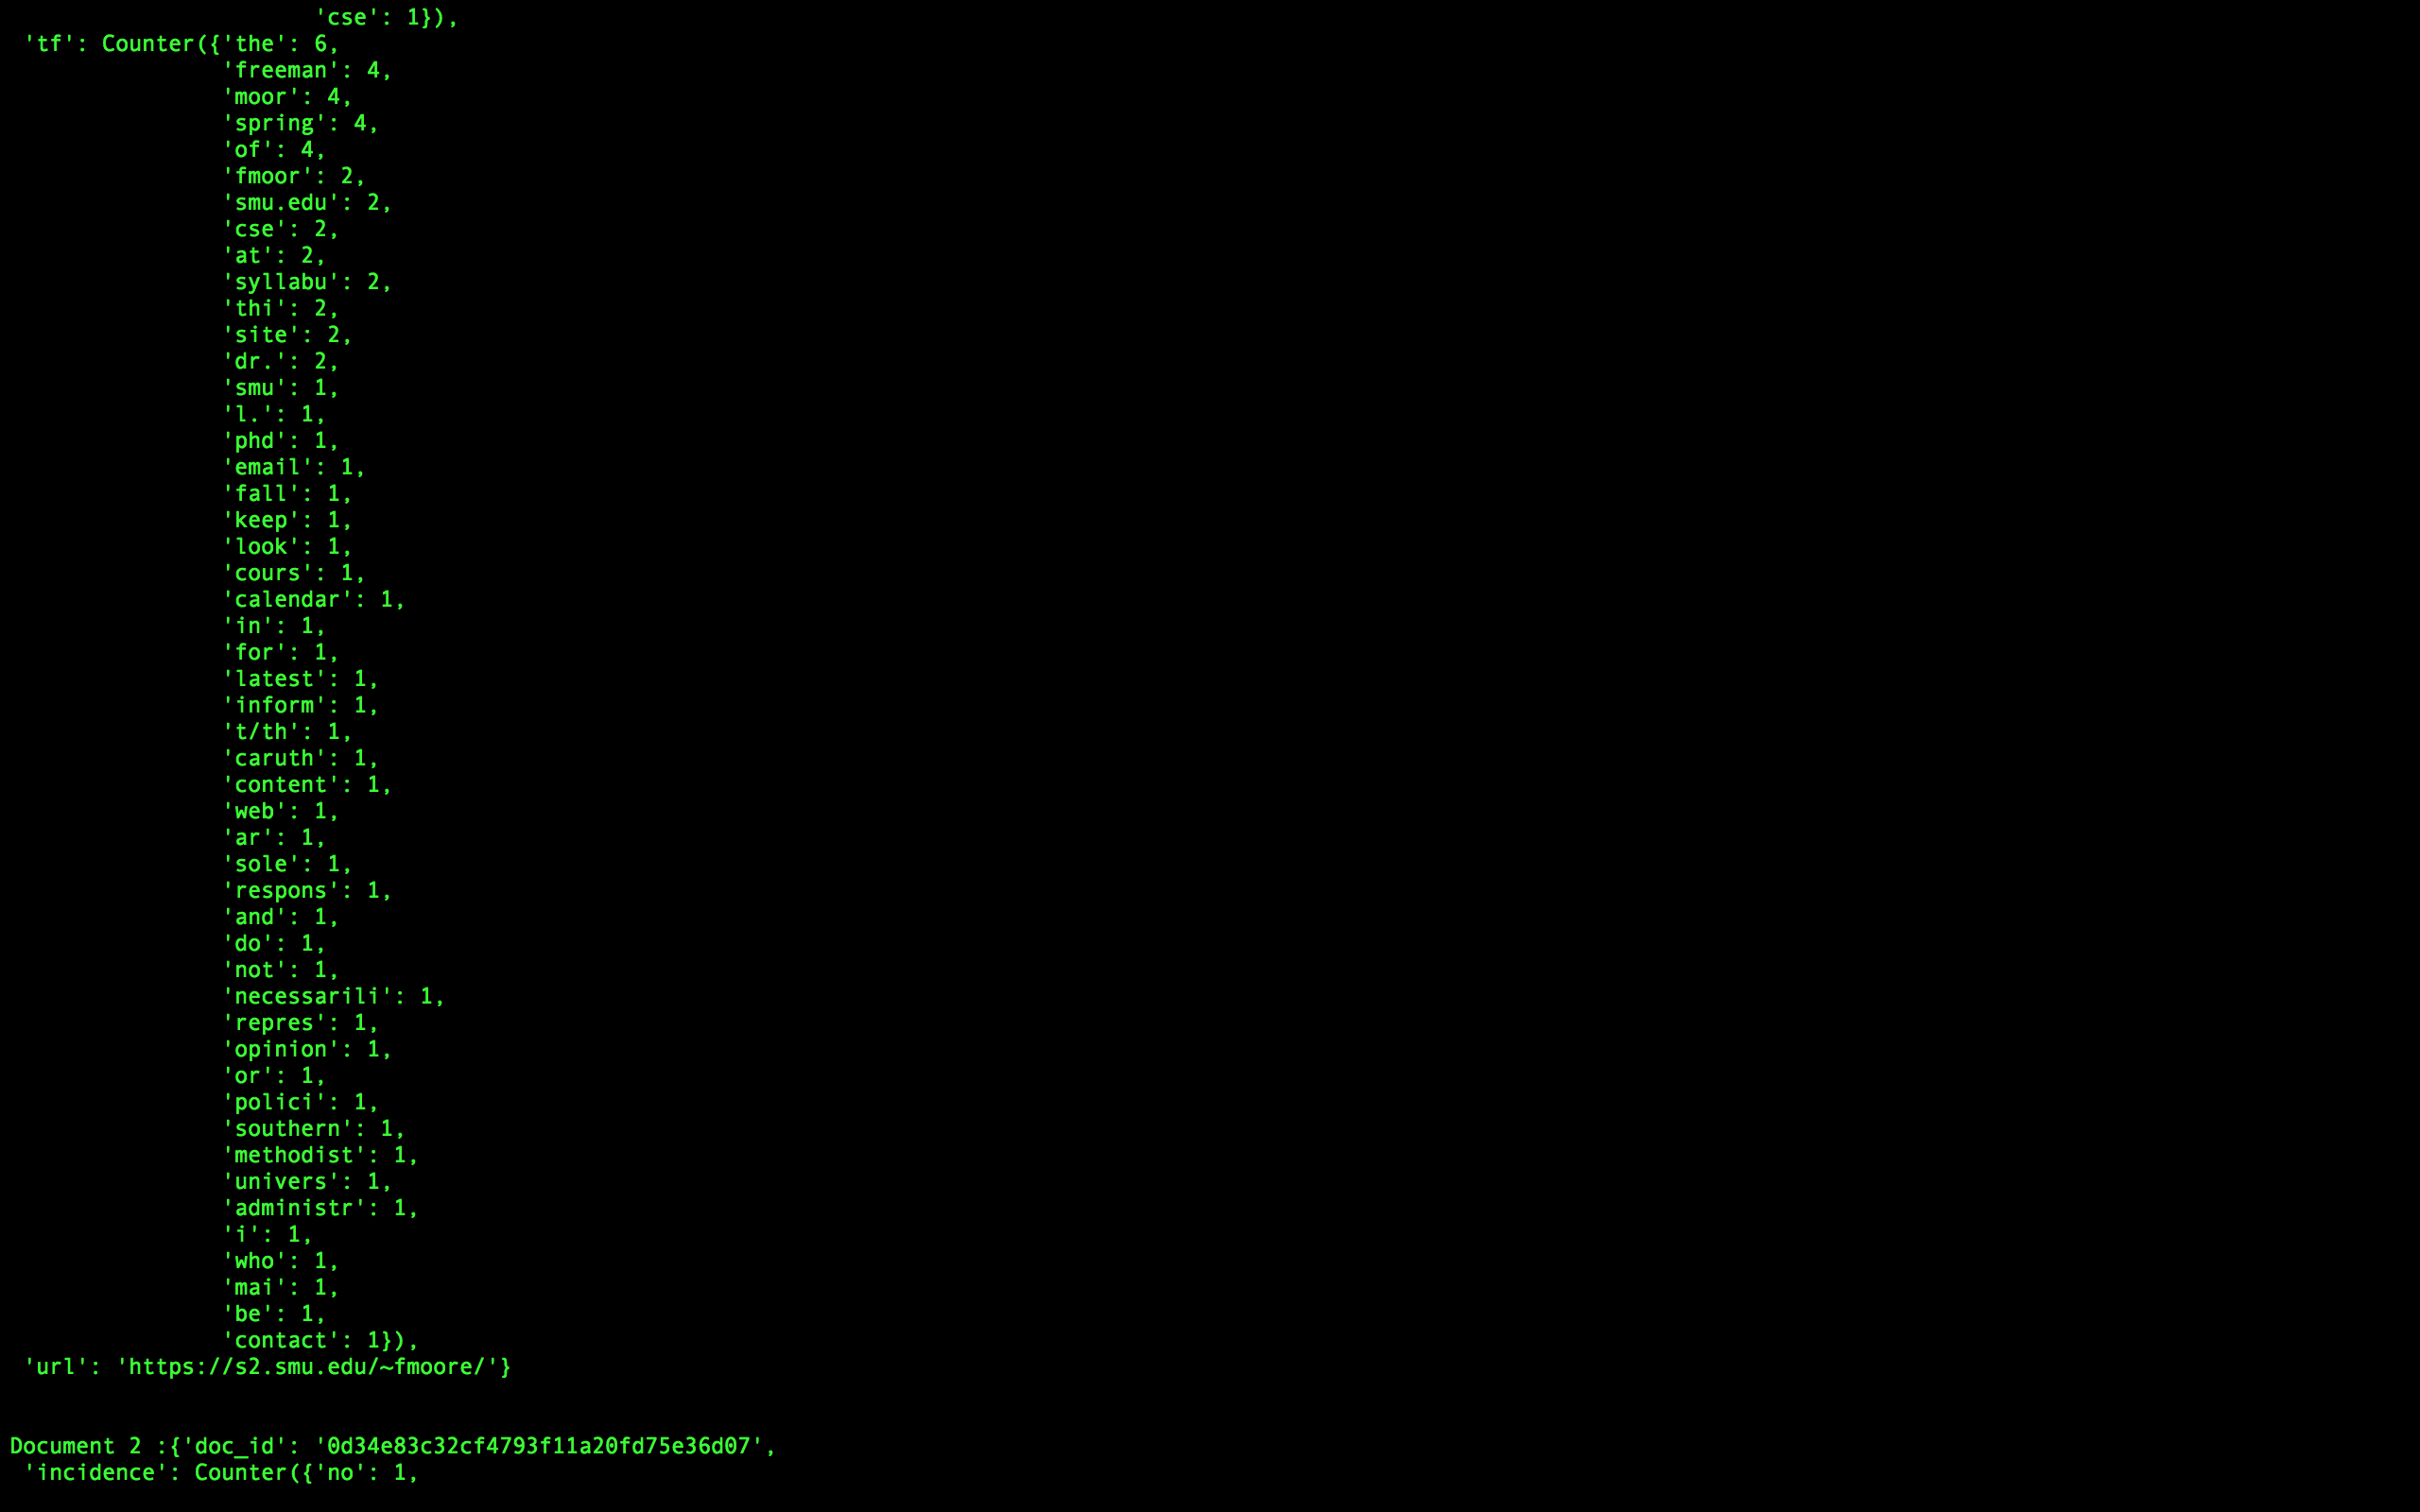 'cse': 1}),
'tf': Counter({'the': 6,
'freeman': 4,
'moor': 4,
'spring': 4,
'of': 4,
'fmoor': 2,
'smu.edu': 2,
'cse': 2,
'at': 2,
'syllabu': 2,
'thi': 2,
'site': 2,
'dr.': 2,
'smu': 1,
'l.': 1,
'phd': 1,
'email': 1,
'fall': 1,
'keep': 1,
'look': 1,
'cours': 1,
'calendar': 1,
'in': 1,
'for': 1,
'latest': 1,
'inform': 1,
't/th': 1,
'caruth': 1,
'content': 1,
'web': 1,
'ar': 1,
'sole': 1,
'respons': 1,
'and': 1,
'do': 1,
'not': 1,
'necessarili': 1,
'repres': 1,
'opinion': 1,
'or': 1,
'polici': 1,
'southern': 1,
'methodist': 1,
'univers': 1,
'administr': 1,
'i': 1,
'who': 1,
'mai': 1,
'be': 1,
'contact': 1}),
'url': 'https://s2.smu.edu/~fmoore/'}
Document 2 :{'doc_id': '0d34e83c32cf4793f11a20fd75e36d07',
'incidence': Counter({'no': 1,